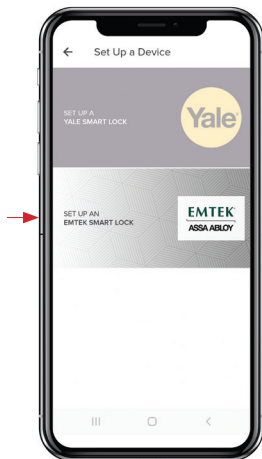 Set Up a Device
SET UP A
YALE SMART LOCK
Yale
SET UP AN
EMTEK SMART LOCK
EMTEK
ASSA ABLOY